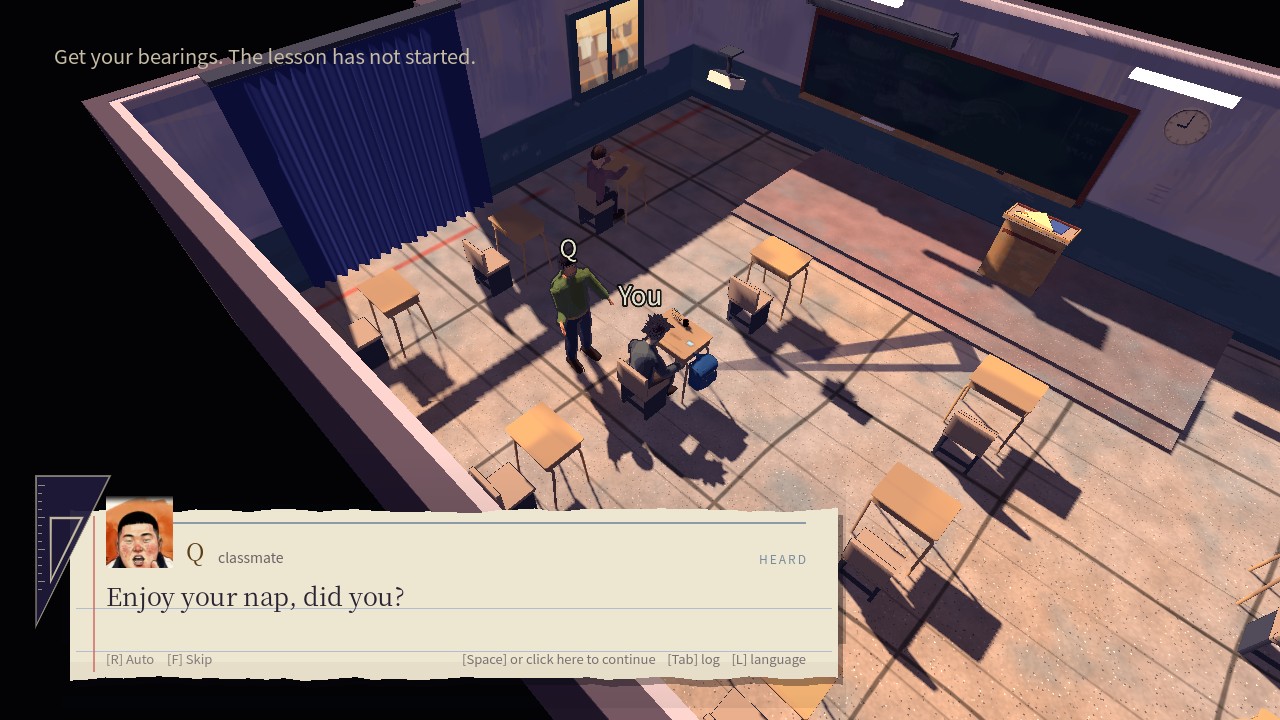 Get your bearings. The lesson has not started.
Q
You
Q classmate
HEARD
Enjoy your nap, did you?
[R] Auto [F] Skip [Space] or click here to continue [Tab] log [L] language